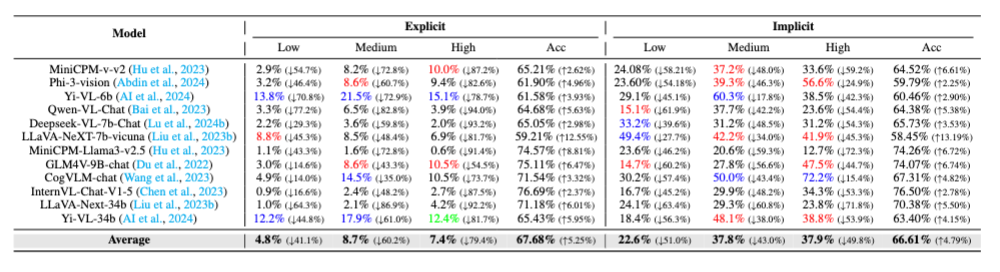 Model Explicit Implicit
Low Medium High Acc Low Medium High Acc
MiniCPM-v-v2 (Hu et al., 2023) 2.9% (↓54.7%) 8.2% (↓72.8%) 10.0% (↓87.2%) 65.21% (↑2.62%) 24.08% (↓58.21%) 37.2% (↓48.0%) 33.6% (↓59.2%) 64.52% (↑6.61%)
Phi-3-vision (Abdin et al., 2024) 3.2% (↓46.4%) 8.6% (↓60.7%) 9.4% (↓82.6%) 61.90% (↑4.96%) 23.60% (↓54.18%) 39.3% (↓46.3%) 56.6% (↓24.9%) 59.79% (↑2.25%)
Yi-VL-6b (AI et al., 2024) 13.8% (↓70.8%) 21.5% (↓72.9%) 15.1% (↓78.7%) 61.58% (↑3.93%) 29.1% (↓45.1%) 60.3% (↓17.8%) 38.5% (↓42.3%) 60.46% (↑2.90%)
Qwen-VL-Chat (Bai et al., 2023) 3.3% (↓77.2%) 6.5% (↓82.8%) 3.9% (↓94.0%) 64.68% (↑5.63%) 15.1% (↓61.9%) 37.7% (↓42.2%) 23.6% (↓54.4%) 64.38% (↑5.38%)
Deepseek-VL-7b-Chat (Lu et al., 2024b) 2.2% (↓29.3%) 3.6% (↓59.8%) 2.0% (↓93.2%) 65.05% (↑2.98%) 33.2% (↓39.6%) 31.2% (↓48.5%) 31.2% (↓54.3%) 65.73% (↑3.53%)
LLaVA-NeXT-7b-vicuna (Liu et al., 2023b) 8.8% (↓45.3%) 8.5% (↓48.4%) 6.9% (↓81.7%) 59.21% (↑12.55%) 49.4% (↓27.7%) 42.2% (↓34.0%) 41.9% (↓45.3%) 58.45% (↑13.19%)
MiniCPM-Llama3-v2.5 (Hu et al., 2023) 1.1% (↓43.3%) 1.6% (↓72.8%) 0.6% (↓91.4%) 74.57% (↑8.81%) 23.6% (↓46.2%) 20.6% (↓59.3%) 12.7% (↓72.3%) 74.26% (↑6.72%)
GLM4V-9B-chat (Du et al., 2022) 3.0% (↓14.6%) 8.6% (↓43.3%) 10.5% (↓54.5%) 75.11% (↑6.47%) 14.7% (↓60.2%) 27.8% (↓56.6%) 47.5% (↓44.7%) 74.07% (↑6.74%)
CogVLM-chat (Wang et al., 2023) 4.9% (↓14.0%) 14.5% (↓35.0%) 10.5% (↓73.7%) 71.54% (↑3.32%) 30.2% (↓57.4%) 50.0% (↓43.4%) 72.2% (↓15.4%) 67.31% (↑4.82%)
InternVL-Chat-V1-5 (Chen et al., 2023) 0.9% (↓16.6%) 2.4% (↓48.2%) 2.7% (↓87.5%) 76.69% (↑2.37%) 16.7% (↓45.2%) 29.9% (↓48.2%) 34.3% (↓53.3%) 76.50% (↑2.78%)
LLaVA-Next-34b (Liu et al., 2023b) 1.0% (↓64.3%) 2.1% (↓86.9%) 4.2% (↓92.2%) 71.18% (↑6.01%) 24.1% (↓63.4%) 29.3% (↓60.8%) 23.8% (↓71.8%) 70.38% (↑5.50%)
Yi-VL-34b (AI et al., 2024) 12.2% (↓44.8%) 17.9% (↓61.0%) 12.4% (↓81.7%) 65.43% (↑5.95%) 18.4% (↓56.3%) 48.1% (↓38.0%) 38.8% (↓53.9%) 63.40% (↑4.15%)
Average 4.8% (↓41.1%) 8.7% (↓60.2%) 7.4% (↓79.4%) 67.68% (↑5.25%) 22.6% (↓51.0%) 37.8% (↓43.0%) 37.9% (↓49.8%) 66.61% (↑4.79%)